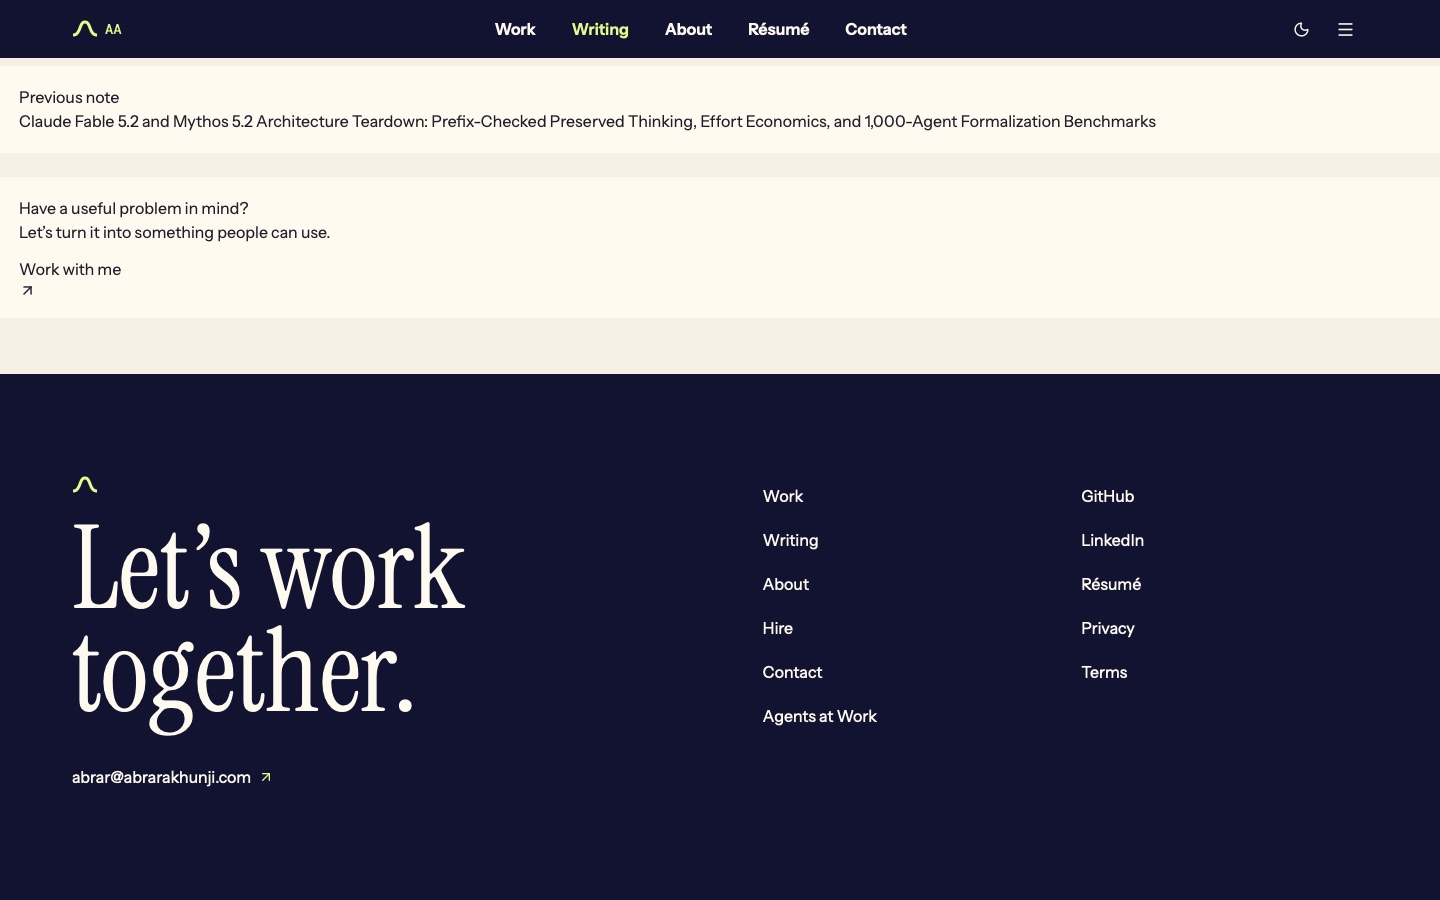 AA
Work
Writing
About
Résumé
Contact
Previous note
Claude Fable 5.2 and Mythos 5.2 Architecture Teardown: Prefix-Checked Preserved Thinking, Effort Economics, and 1,000-Agent Formalization Benchmarks
Have a useful problem in mind?
Let’s turn it into something people can use.
Work with me
Let’s work
together.
abrar@abrarakhunji.com
Work
Writing
About
Hire
Contact
Agents at Work
GitHub
LinkedIn
Résumé
Privacy
Terms